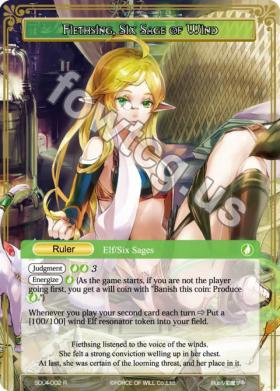 Fiethsing, Six Sage of Wind
fowtcg.us
Ruler Elf/Six Sages
Judgment 3
Energize (As the game starts, if you are not the player
going first, you get a will coin with "Banish this coin: Produce
.")
Whenever you play your second card each turn ⇨ Put a
[100/100] wind Elf resonator token into your field.
Fiethsing listened to the voice of the winds.
She felt a strong conviction welling up in her chest.
At last, she was certain of the looming threat, and her place in it.
SDL4-002 R
©FORCE OF WILL Co.,Ltd.